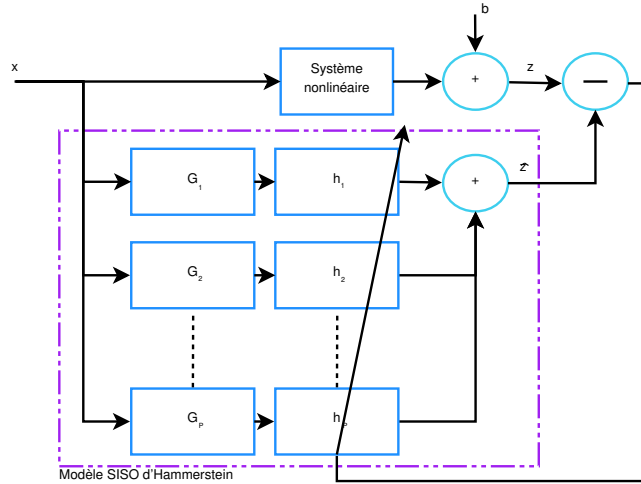 b
x
Système
nonlinéaire
+
z
G₁
h₁
+
ẑ
G₂
h₂
Gₚ
hₚ
Modèle SISO d'Hammerstein